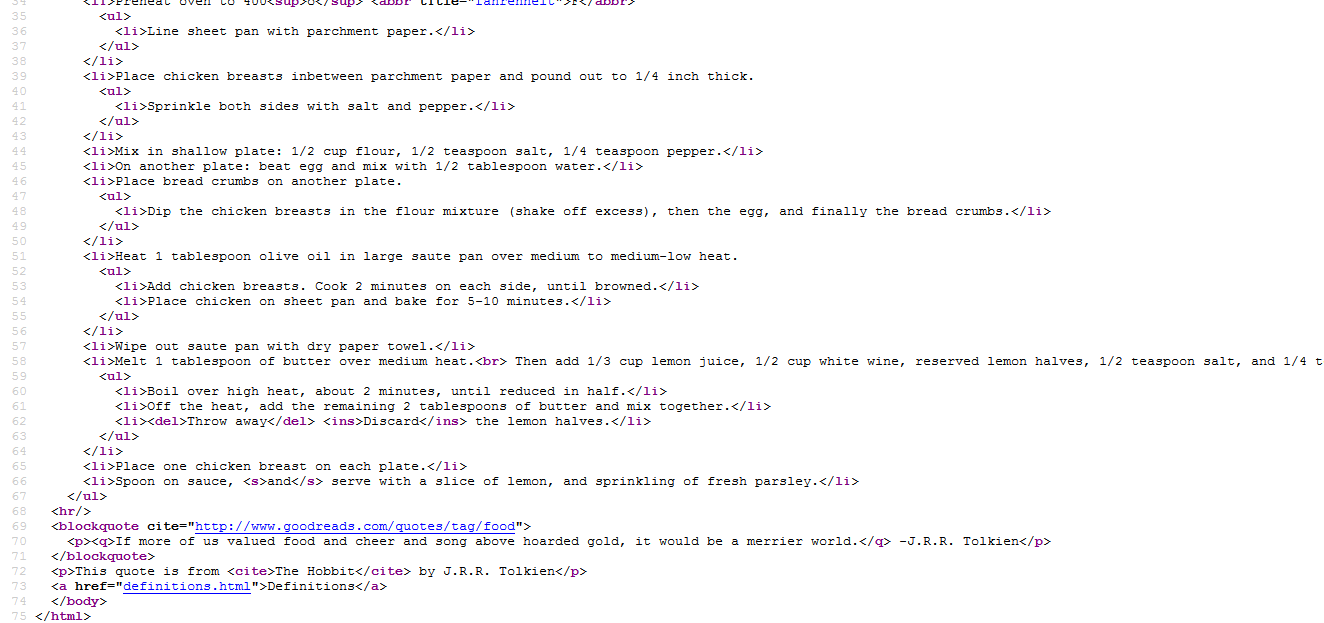 34 <li>Preheat oven to 400<sup>o</sup> <abbr title="fahrenheit">F</abbr>
35 <ul>
36 <li>Line sheet pan with parchment paper.</li>
37 </ul>
38 </li>
39 <li>Place chicken breasts inbetween parchment paper and pound out to 1/4 inch thick.
40 <ul>
41 <li>Sprinkle both sides with salt and pepper.</li>
42 </ul>
43 </li>
44 <li>Mix in shallow plate: 1/2 cup flour, 1/2 teaspoon salt, 1/4 teaspoon pepper.</li>
45 <li>On another plate: beat egg and mix with 1/2 tablespoon water.</li>
46 <li>Place bread crumbs on another plate.
47 <ul>
48 <li>Dip the chicken breasts in the flour mixture (shake off excess), then the egg, and finally the bread crumbs.</li>
49 </ul>
50 </li>
51 <li>Heat 1 tablespoon olive oil in large saute pan over medium to medium-low heat.
52 <ul>
53 <li>Add chicken breasts. Cook 2 minutes on each side, until browned.</li>
54 <li>Place chicken on sheet pan and bake for 5-10 minutes.</li>
55 </ul>
56 </li>
57 <li>Wipe out saute pan with dry paper towel.</li>
58 <li>Melt 1 tablespoon of butter over medium heat.<br> Then add 1/3 cup lemon juice, 1/2 cup white wine, reserved lemon halves, 1/2 teaspoon salt, and 1/4 t
59 <ul>
60 <li>Boil over high heat, about 2 minutes, until reduced in half.</li>
61 <li>Off the heat, add the remaining 2 tablespoons of butter and mix together.</li>
62 <li><del>Throw away</del> <ins>Discard</ins> the lemon halves.</li>
63 </ul>
64 </li>
65 <li>Place one chicken breast on each plate.</li>
66 <li>Spoon on sauce, <s>and</s> serve with a slice of lemon, and sprinkling of fresh parsley.</li>
67 </ul>
68 <hr/>
69 <blockquote cite="http://www.goodreads.com/quotes/tag/food">
70 <p><q>If more of us valued food and cheer and song above hoarded gold, it would be a merrier world.</q> -J.R.R. Tolkien</p>
71 </blockquote>
72 <p>This quote is from <cite>The Hobbit</cite> by J.R.R. Tolkien</p>
73 <a href="definitions.html">Definitions</a>
74 </body>
75 </html>